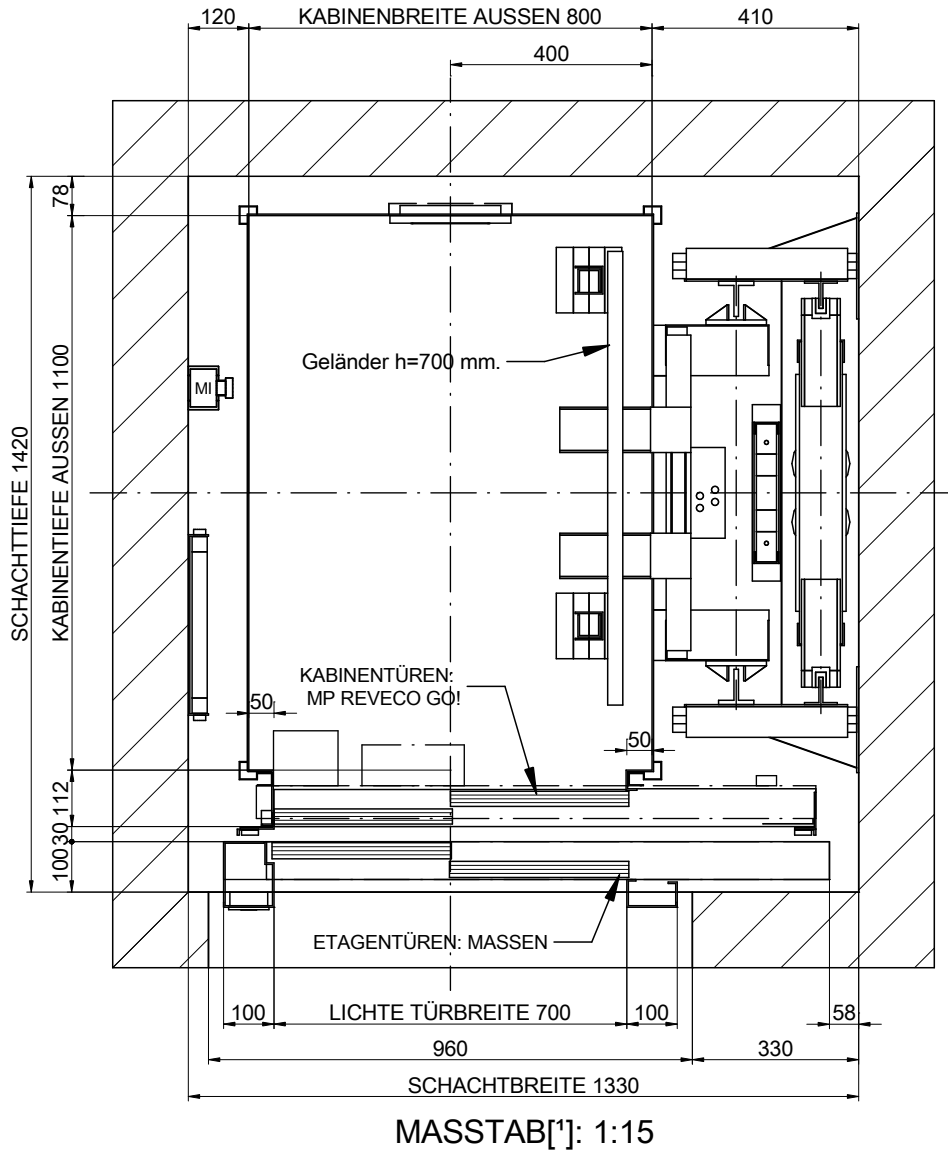 120
KABINENBREITE AUSSEN 800
410
400
78
SCHACHTTIEFE 1420
KABINENTIEFE AUSSEN 1100
Geländer h=700 mm.
MI
KABINENTÜREN:
MP REVECO GO!
50
50
112
30
100
ETAGENTÜREN: MASSEN
100
LICHTE TÜRBREITE 700
100
58
960
330
SCHACHTBREITE 1330
MASSTAB[¹]: 1:15